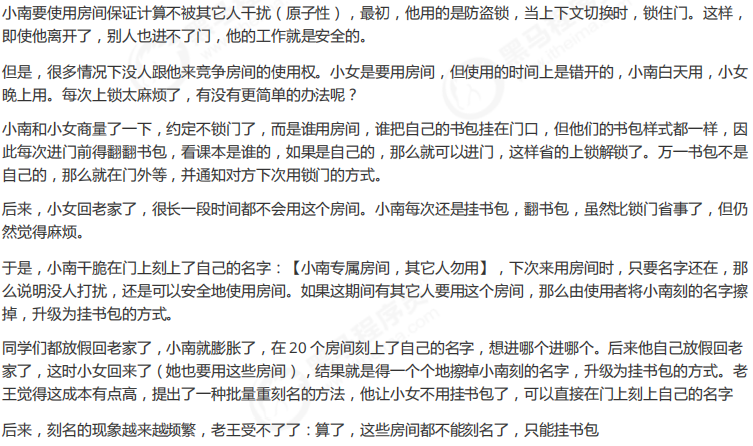 小南要使用房间保证计算不被其它人干扰（原子性），最初，他用的是防盗锁，当上下文切换时，锁住门。这样，
即使他离开了，别人也进不了门，他的工作就是安全的。
但是，很多情况下没人跟他来竞争房间的使用权。小女是要用房间，但使用的时间上是错开的，小南白天用，小女
晚上用。每次上锁太麻烦了，有没有更简单的办法呢？
小南和小女商量了一下，约定不锁门了，而是谁用房间，谁把自己的书包挂在门口，但他们的书包样式都一样，因
此每次进门前得翻翻书包，看课本是谁的，如果是自己的，那么就可以进门，这样省的上锁解锁了。万一书包不是
自己的，那么就在门外等，并通知对方下次用锁门的方式。
后来，小女回老家了，很长一段时间都不会用这个房间。小南每次还是挂书包，翻书包，虽然比锁门省事了，但仍
然觉得麻烦。
于是，小南干脆在门上刻上了自己的名字：【小南专属房间，其它人勿用】，下次来用房间时，只要名字还在，那
么说明没人打扰，还是可以安全地使用房间。如果这期间有其它人要用这个房间，那么由使用者将小南刻的名字擦
掉，升级为挂书包的方式。
同学们都放假回老家了，小南就膨胀了，在 20 个房间刻上了自己的名字，想进哪个进哪个。后来他自己放假回老
家了，这时小女回来了（她也要用这些房间），结果就是得一个个地擦掉小南刻的名字，升级为挂书包的方式。老
王觉得这成本有点高，提出了一种批量重刻名的方法，他让小女不用挂书包了，可以直接在门上刻上自己的名字
后来，刻名的现象越来越频繁，老王受不了了：算了，这些房间都不能刻名了，只能挂书包